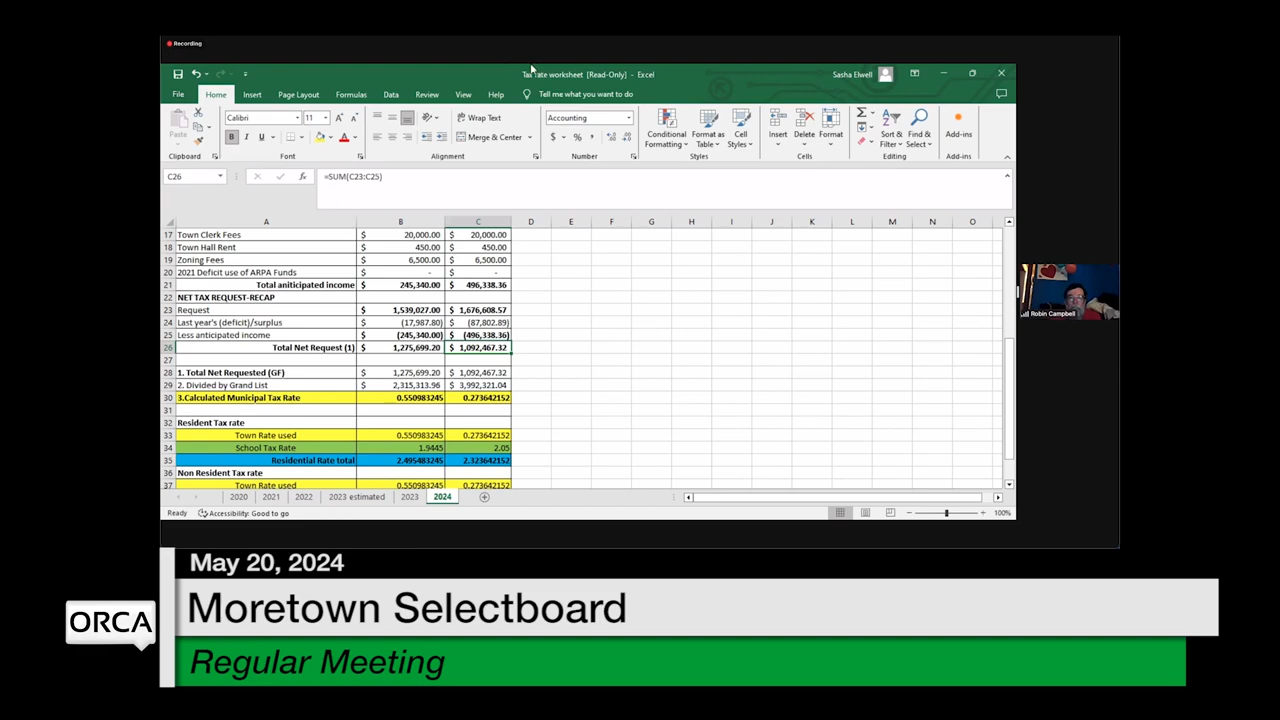 Recording
Tax rate worksheet [Read-Only] - Excel
Sasha Elwell
File Home Insert Page Layout Formulas Data Review View Help Tell me what you want to do
Paste
Calibri 11
Wrap Text
Merge & Center
Accounting
Conditional Formatting
Format as Table
Cell Styles
Insert Delete Format
Sort & Filter
Find & Select
Add-ins
Clipboard Font Alignment Number Styles Cells Editing Add-ins
C26 fx =SUM(C23:C25)
A B C D E F G H I J K L M N O
17 Town Clerk Fees $ 20,000.00 $ 20,000.00
18 Town Hall Rent $ 450.00 $ 450.00
19 Zoning Fees $ 6,500.00 $ 6,500.00
20 2021 Deficit use of ARPA Funds $ - $ -
21 Total aniticipated income $ 245,340.00 $ 496,338.36
22 NET TAX REQUEST-RECAP
23 Request $ 1,539,027.00 $ 1,676,608.57
24 Last year's (deficit)/surplus $ (17,987.80) $ (87,802.89)
25 Less anticipated income $ (245,340.00) $ (496,338.36)
26 Total Net Request (1) $ 1,275,699.20 $ 1,092,467.32
27
28 1. Total Net Requested (GF) $ 1,275,699.20 $ 1,092,467.32
29 2. Divided by Grand List $ 2,315,313.96 $ 3,992,321.04
30 3.Calculated Municipal Tax Rate 0.550983245 0.273642152
31
32 Resident Tax rate
33 Town Rate used 0.550983245 0.273642152
34 School Tax Rate 1.9445 2.05
35 Residential Rate total 2.495483245 2.323642152
36 Non Resident Tax rate
37 Town Rate used 0.550983245 0.273642152
2020 2021 2022 2023 estimated 2023 2024
Ready Accessibility: Good to go 100%
Robin Campbell
May 20, 2024
ORCA
Moretown Selectboard
Regular Meeting